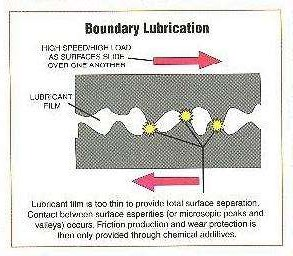 Boundary Lubrication
HIGH SPEED/HIGH LOAD
AS SURFACES SLIDE
OVER ONE ANOTHER
LUBRICANT
FILM
Lubricant film is too thin to provide total surface separation.
Contact between surface asperities (or microsopic peaks and
valleys) occurs. Friction production and wear protection is
then only provided through chemical additives.